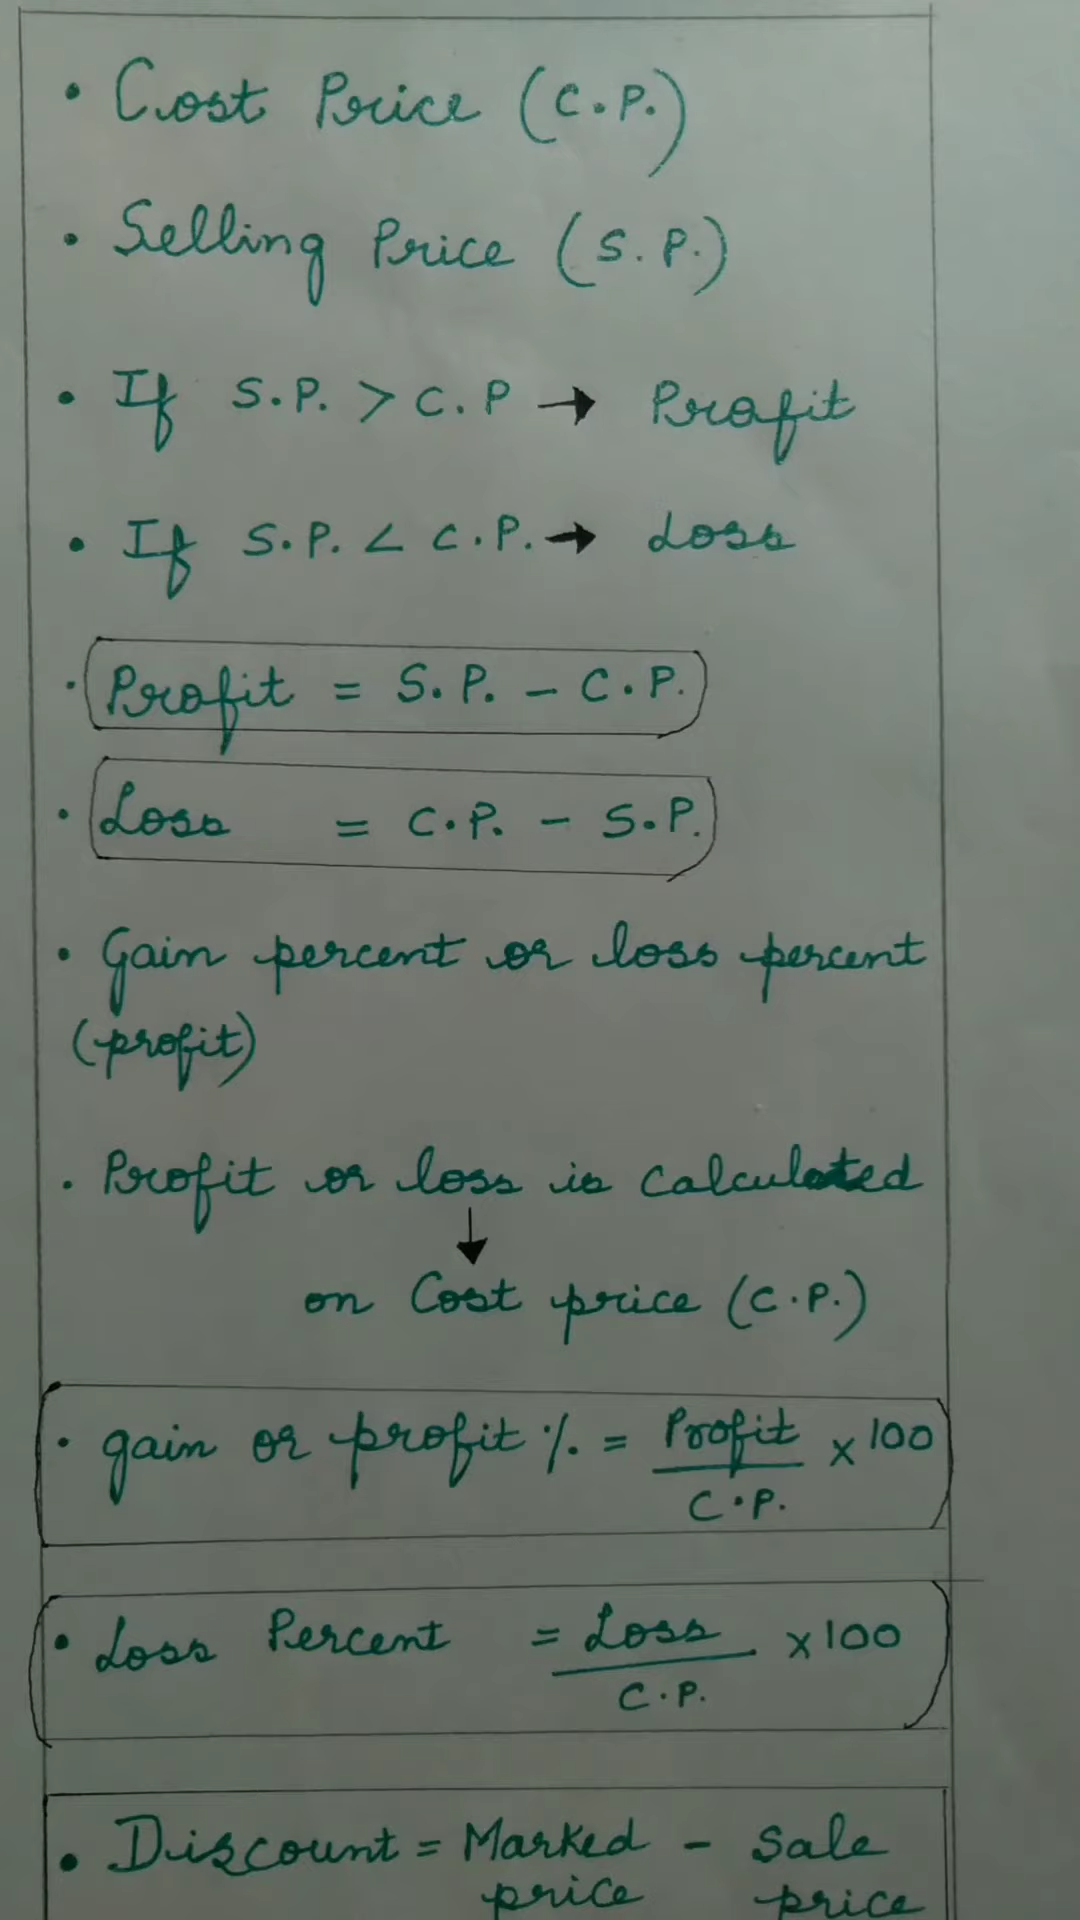 • Cost Price (C.P.)
• Selling Price (S.P.)
• If S.P. > C.P → Profit
• If S.P. < C.P. → Loss
• Profit = S.P. - C.P.
• Loss = C.P. - S.P.
• Gain percent or loss percent
(profit)
• Profit or loss is calculated
↓
on Cost price (C.P.)
• gain or profit % = Profit/C.P. × 100
• Loss Percent = Loss/C.P. × 100
• Discount = Marked - Sale
price price